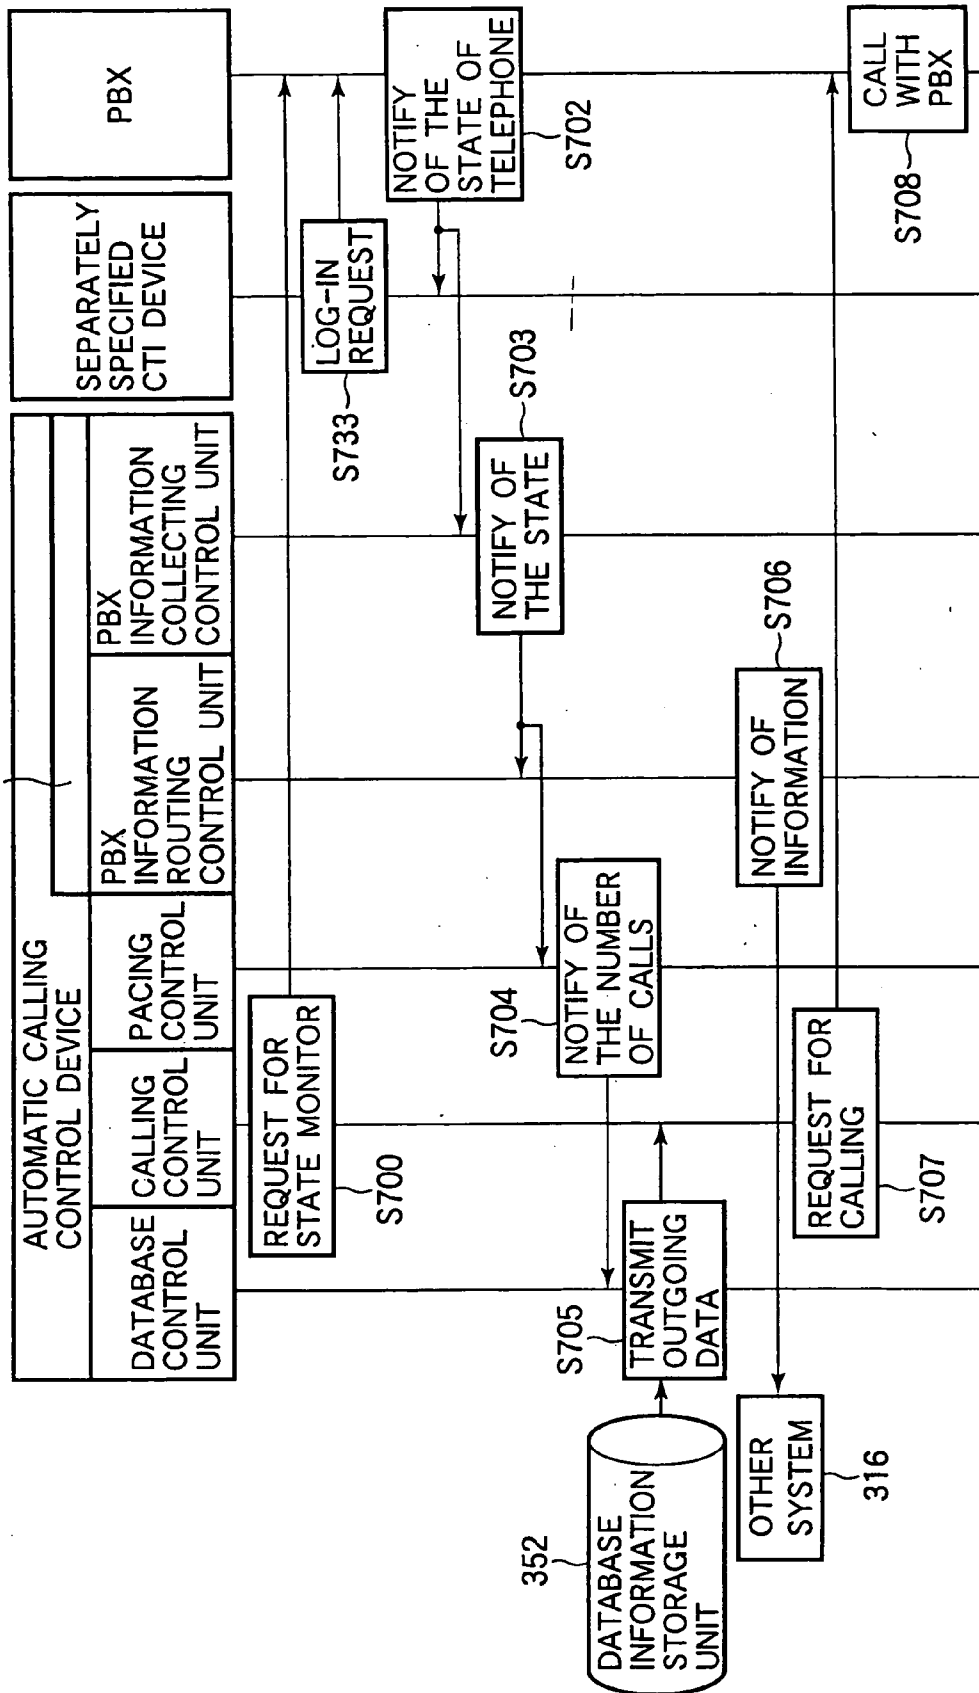 AUTOMATIC CALLING
CONTROL DEVICE
DATABASE
CONTROL
UNIT
CALLING
CONTROL
UNIT
PACING
CONTROL
UNIT
PBX
INFORMATION
ROUTING
CONTROL UNIT
PBX
INFORMATION
COLLECTING
CONTROL UNIT
SEPARATELY
SPECIFIED
CTI DEVICE
PBX
REQUEST FOR
STATE MONITOR
S700
LOG-IN
REQUEST
S733
NOTIFY
OF THE
STATE OF
TELEPHONE
S702
NOTIFY OF
THE STATE
S703
NOTIFY OF
THE NUMBER
OF CALLS
S704
352
DATABASE
INFORMATION
STORAGE
UNIT
TRANSMIT
OUTGOING
DATA
S705
OTHER
SYSTEM
316
NOTIFY OF
INFORMATION
S706
REQUEST FOR
CALLING
S707
CALL
WITH
PBX
S708